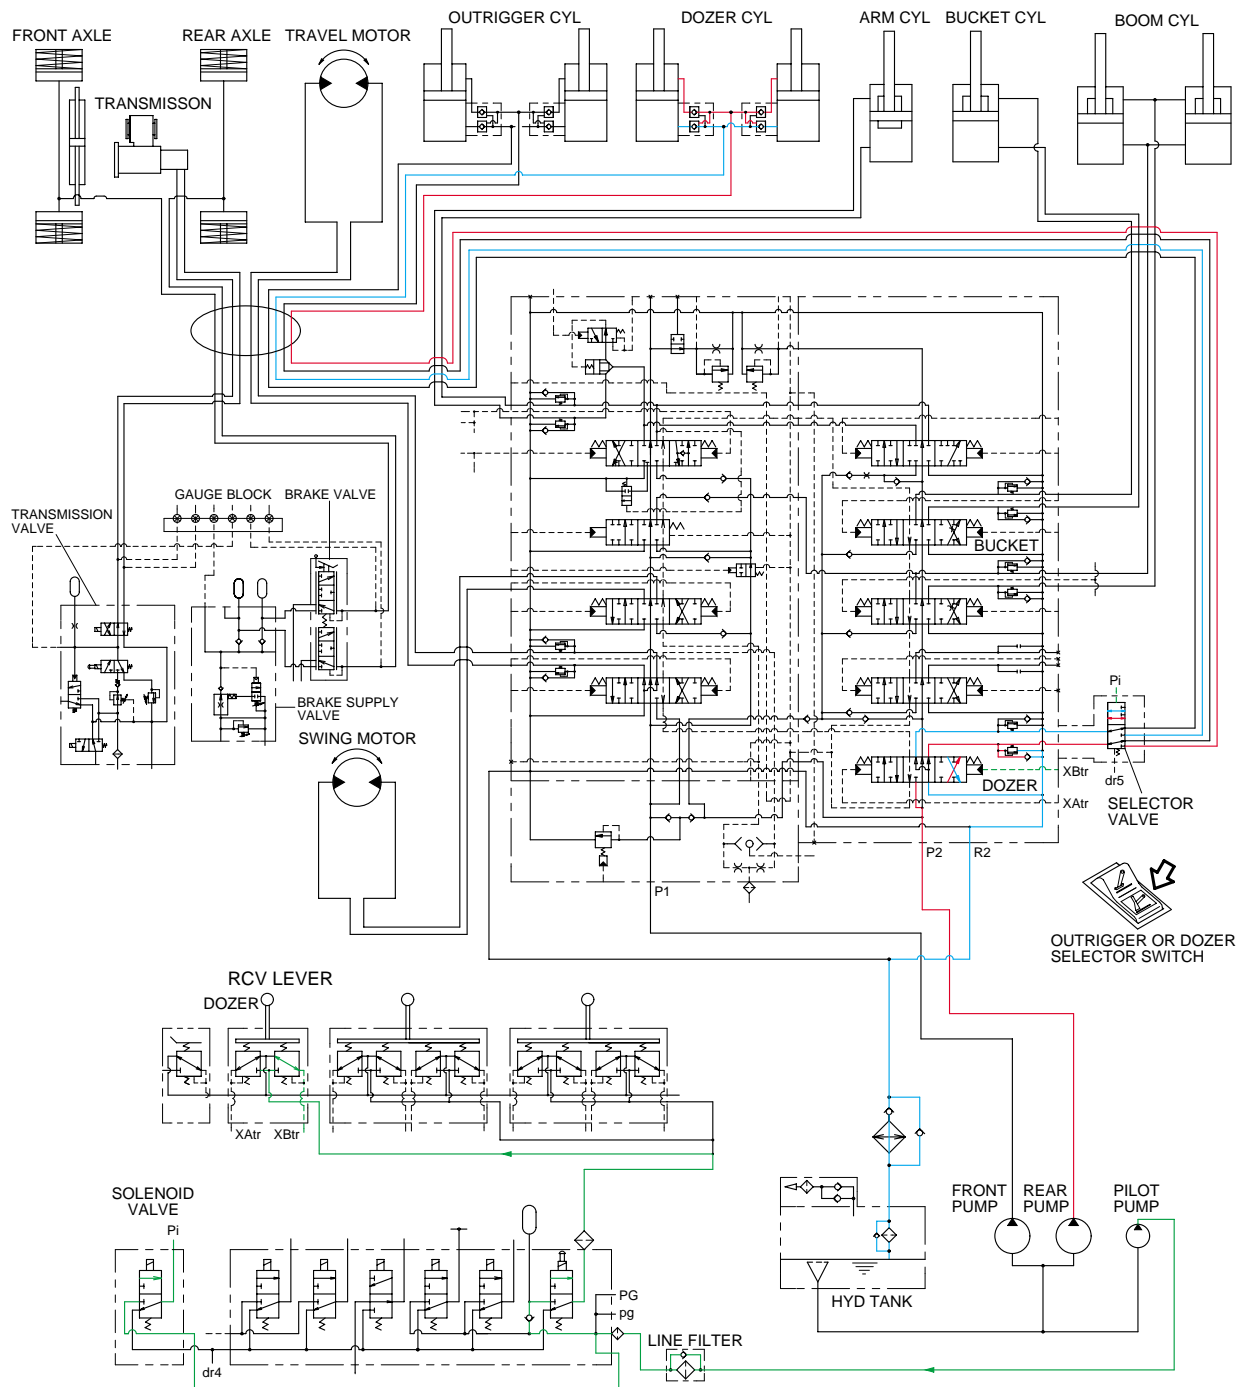 OUTRIGGER CYL
DOZER CYL
ARM CYL
BUCKET CYL
BOOM CYL
FRONT AXLE
REAR AXLE
TRAVEL MOTOR
TRANSMISSON
GAUGE BLOCK
BRAKE VALVE
TRANSMISSION
VALVE
BUCKET
BRAKE SUPPLY
VALVE
SWING MOTOR
Pi
DOZER
XBtr
XAtr
dr5
SELECTOR
VALVE
P2
R2
P1
OUTRIGGER OR DOZER
SELECTOR SWITCH
RCV LEVER
DOZER
XAtr
XBtr
SOLENOID
VALVE
Pi
FRONT
PUMP
REAR
PUMP
PILOT
PUMP
PG
pg
HYD TANK
LINE FILTER
dr4